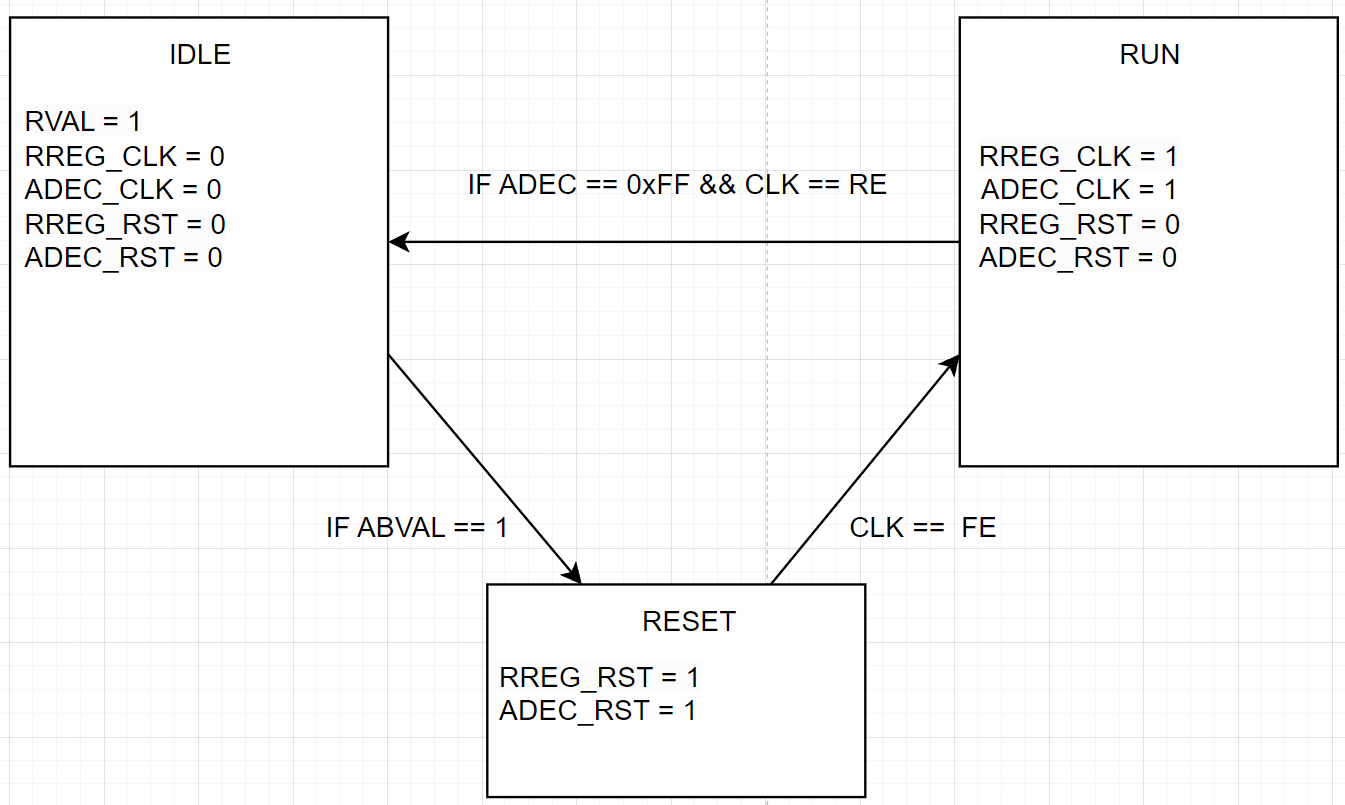 IDLE
RVAL = 1
RREG_CLK = 0
ADEC_CLK = 0
RREG_RST = 0
ADEC_RST = 0
IF ADEC == 0xFF && CLK == RE
RUN
RREG_CLK = 1
ADEC_CLK = 1
RREG_RST = 0
ADEC_RST = 0
IF ABVAL == 1
CLK ==  FE
RESET
RREG_RST = 1
ADEC_RST = 1